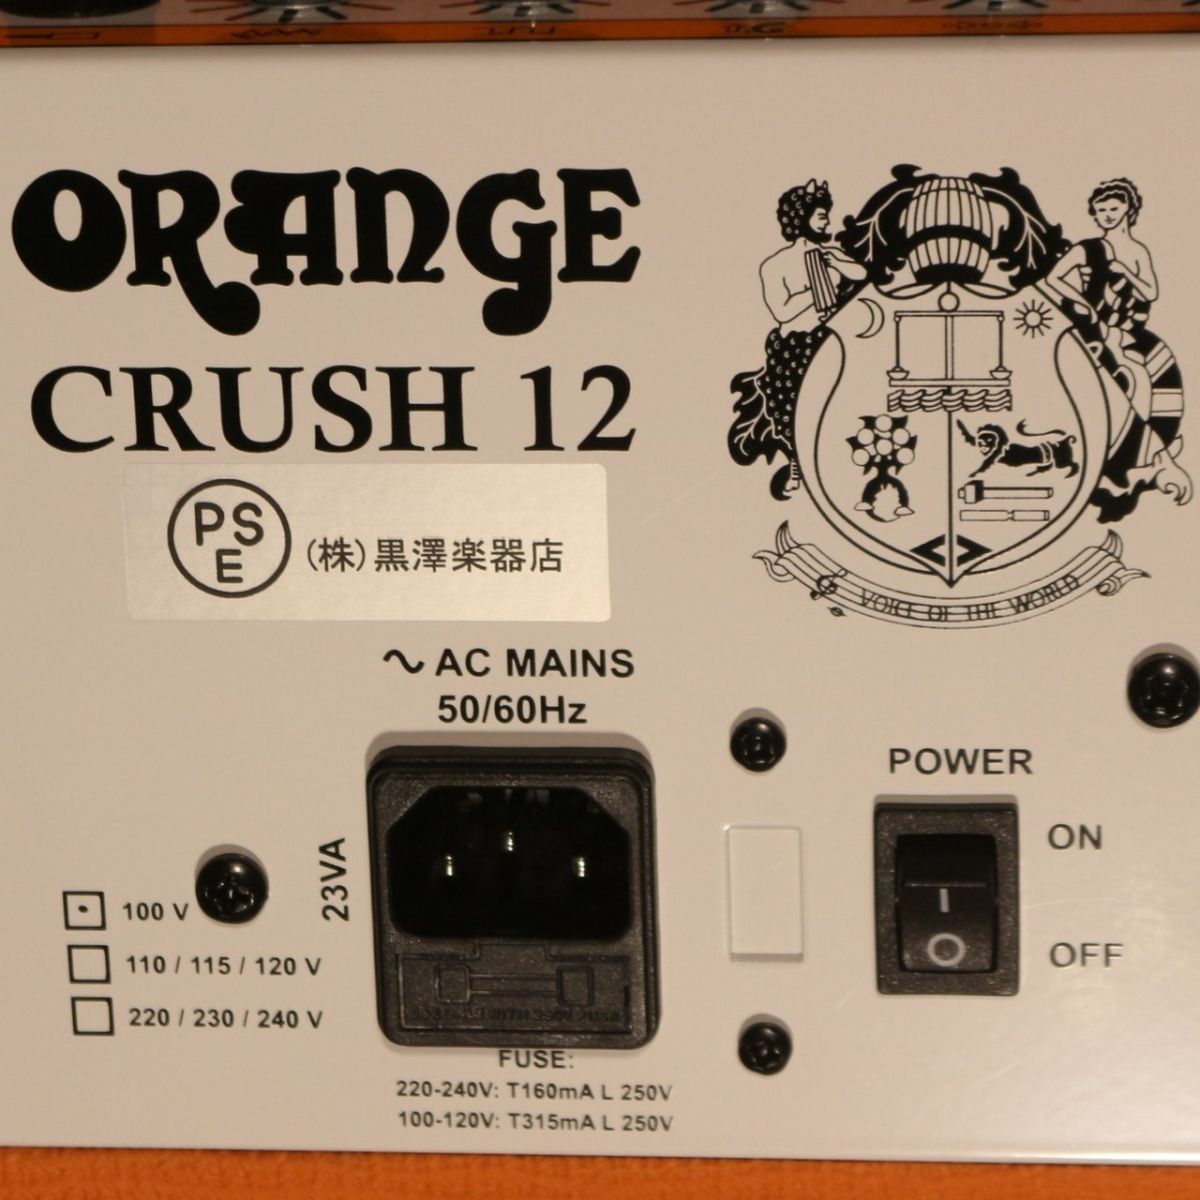 ORANGE
CRUSH 12
VOICE OF THE WORLD
PSE
(株)黒澤楽器店
AC MAINS
50/60Hz
23VA
POWER
ON
OFF
100 V
110 / 115 / 120 V
220 / 230 / 240 V
FUSE:
220-240V: T160mA L 250V
100-120V: T315mA L 250V